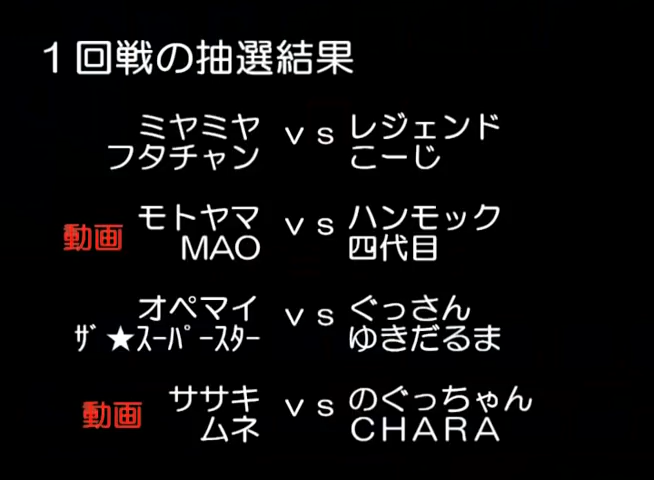 １回戦の抽選結果
ミヤミヤ ｖｓ レジェンド
フタチャン こーじ
動画 モトヤマ ｖｓ ハンモック
MAO 四代目
オペマイ ｖｓ ぐっさん
ｻﾞ★ｽｰﾊﾟｰｽﾀｰ ゆきだるま
動画 ササキ ｖｓ のぐっちゃん
ムネ ＣＨＡＲＡ